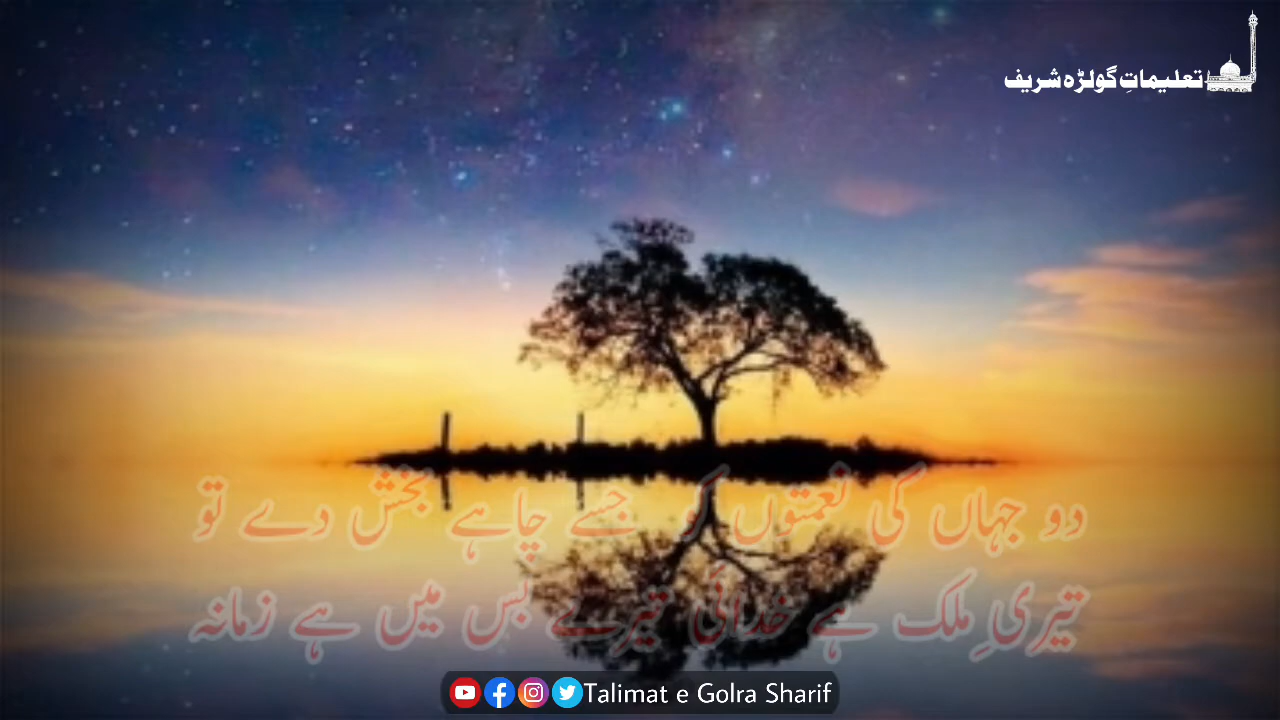 تعلیماتِ گولڑہ شریف
دو جہاں کی نعمتوں کو جسے چاہے بخش دے تو
تیری مِلک ہے خدائی تیرے بس میں ہے زمانہ
Talimat e Golra Sharif